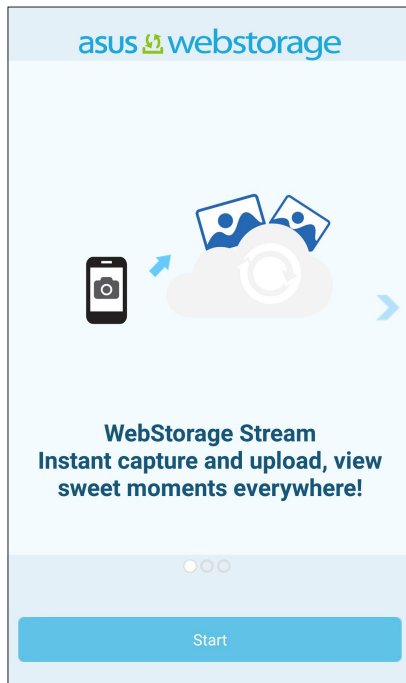 asus webstorage
WebStorage Stream
Instant capture and upload, view
sweet moments everywhere!
Start